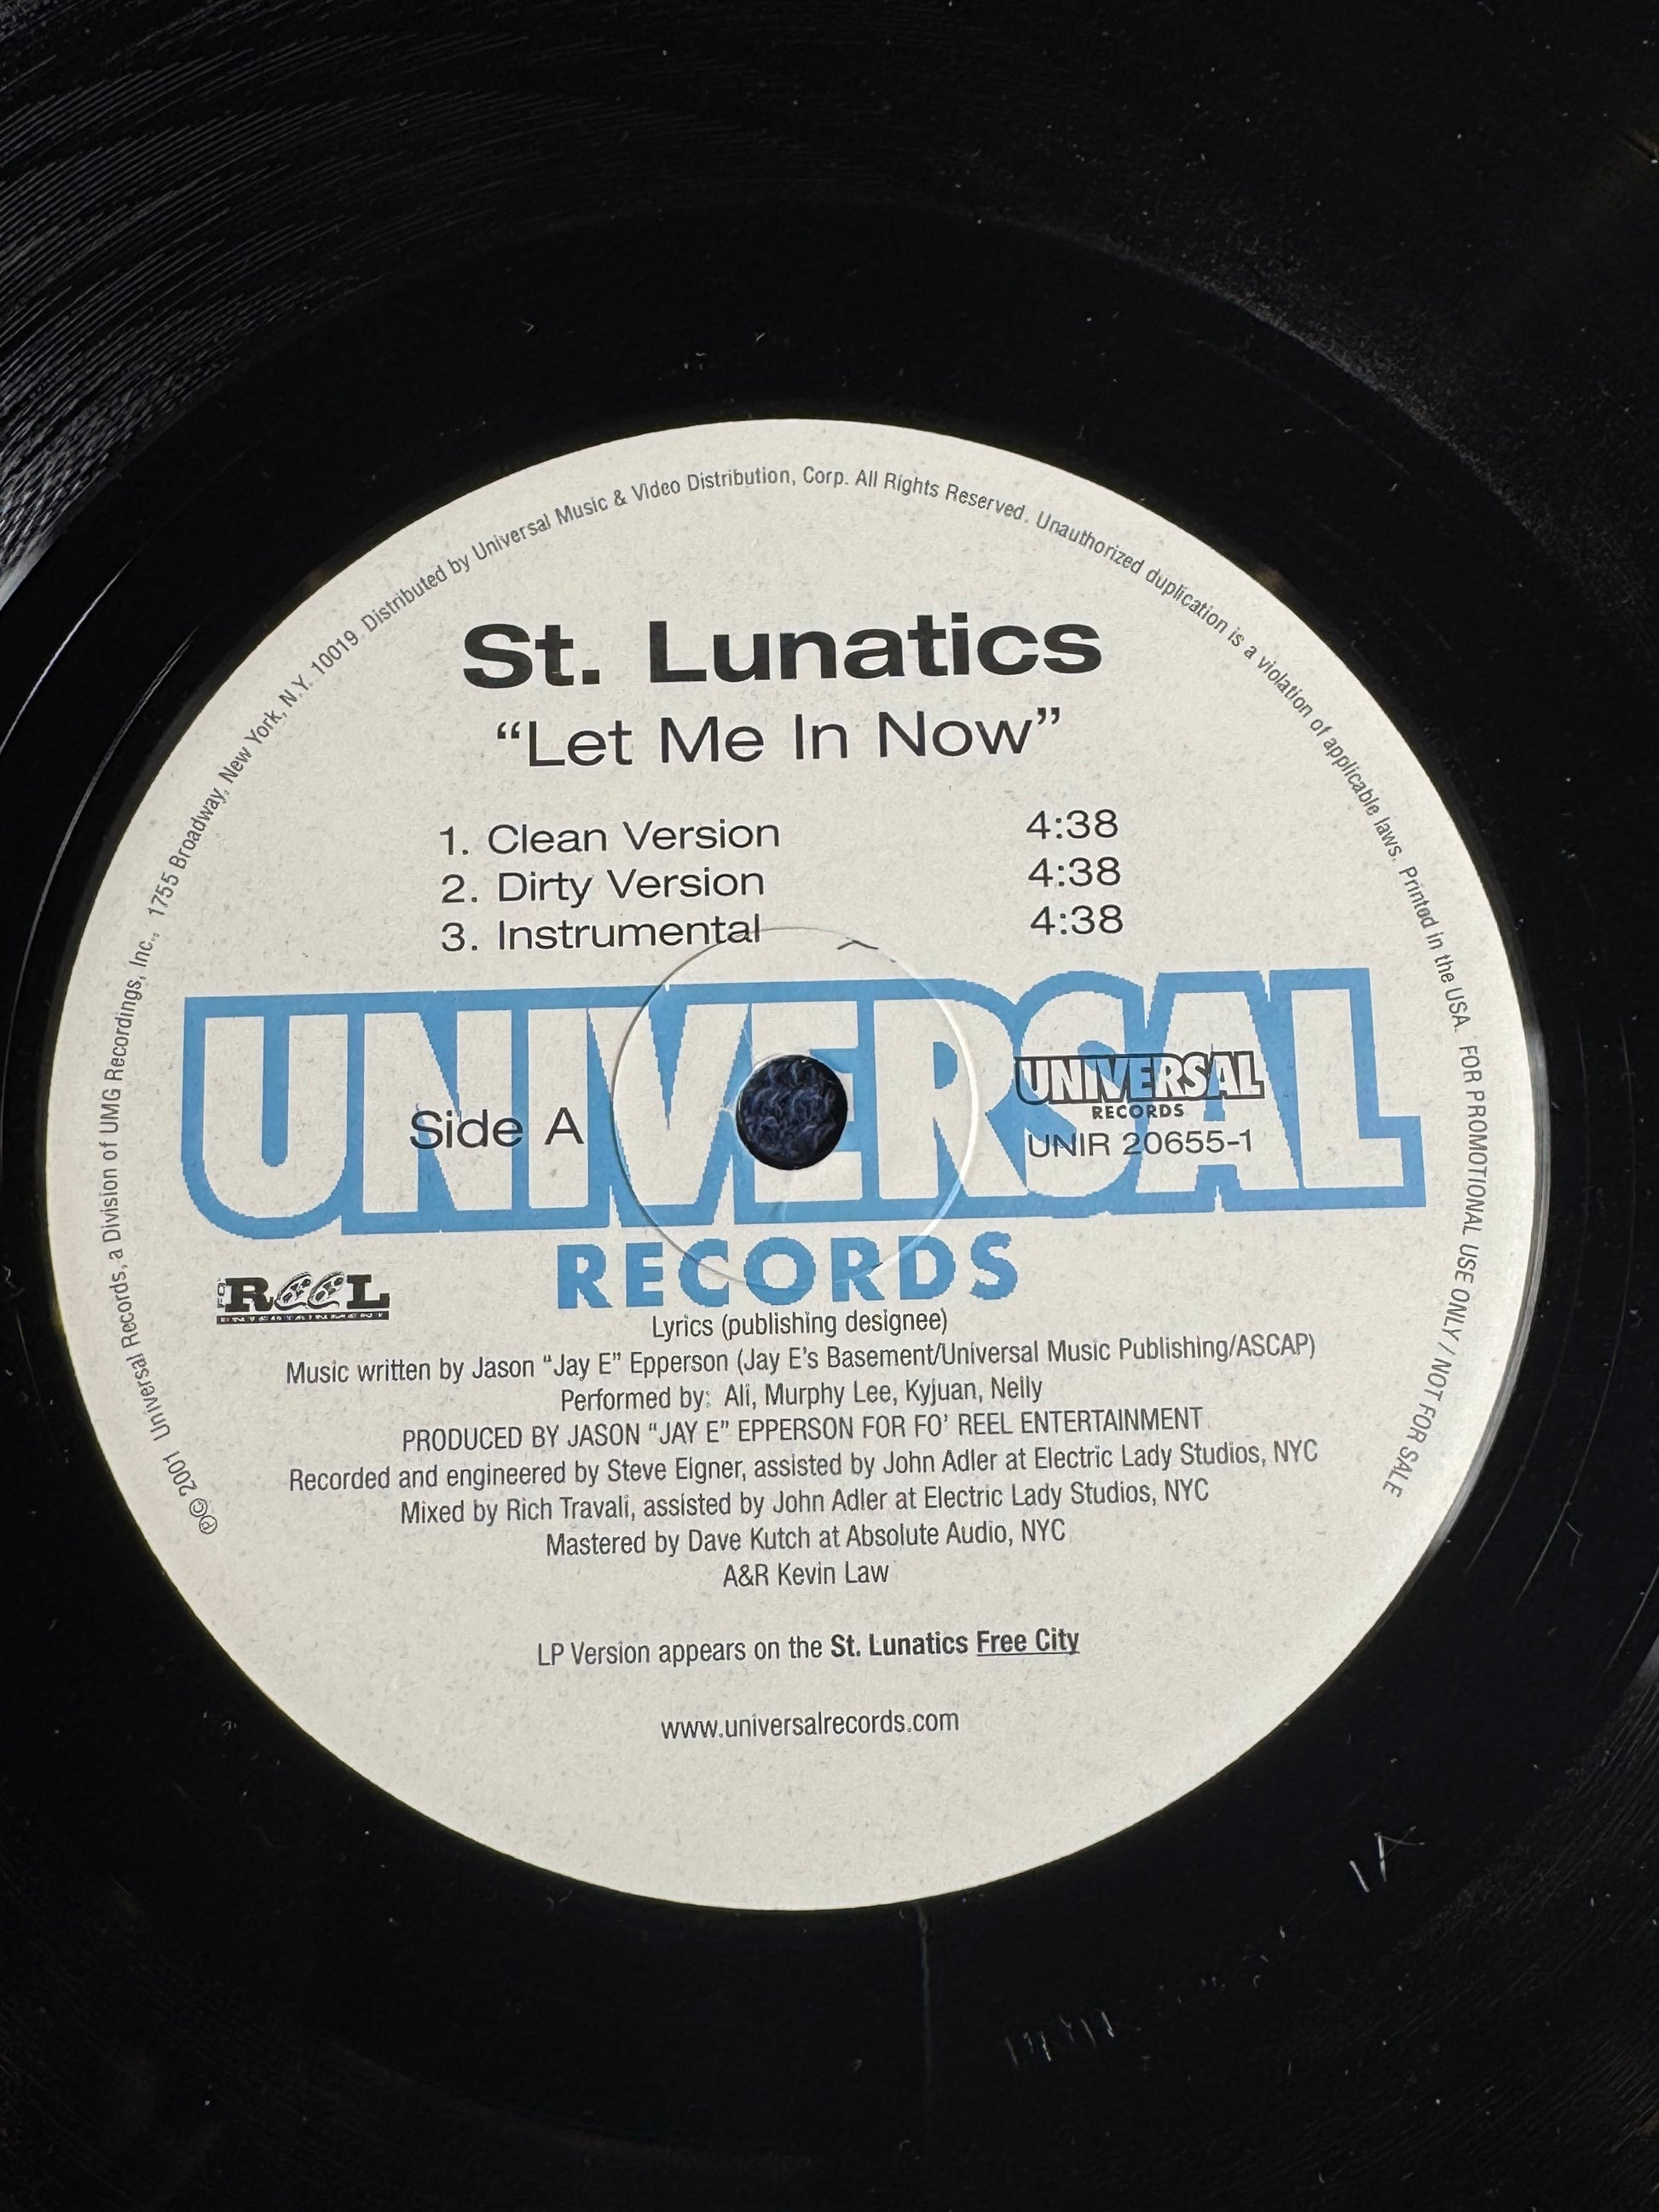 ℗© 2001 Universal Records, a Division of UMG Recordings, Inc., 1755 Broadway, New York, N.Y. 10019 Distributed by Universal Music & Video Distribution, Corp. All Rights Reserved. Unauthorized duplication is a violation of applicable laws. Printed in the USA. FOR PROMOTIONAL USE ONLY / NOT FOR SALE
St. Lunatics
“Let Me In Now”
1. Clean Version 4:38
2. Dirty Version 4:38
3. Instrumental 4:38
UNIVERSAL
RECORDS
Side A
UNIVERSAL
RECORDS
UNIR 20655-1
FO' REEL
ENTERTAINMENT
Lyrics (publishing designee)
Music written by Jason “Jay E” Epperson (Jay E’s Basement/Universal Music Publishing/ASCAP)
Performed by: Ali, Murphy Lee, Kyjuan, Nelly
PRODUCED BY JASON “JAY E” EPPERSON FOR FO’ REEL ENTERTAINMENT
Recorded and engineered by Steve Eigner, assisted by John Adler at Electric Lady Studios, NYC
Mixed by Rich Travali, assisted by John Adler at Electric Lady Studios, NYC
Mastered by Dave Kutch at Absolute Audio, NYC
A&R Kevin Law
LP Version appears on the St. Lunatics Free City
www.universalrecords.com